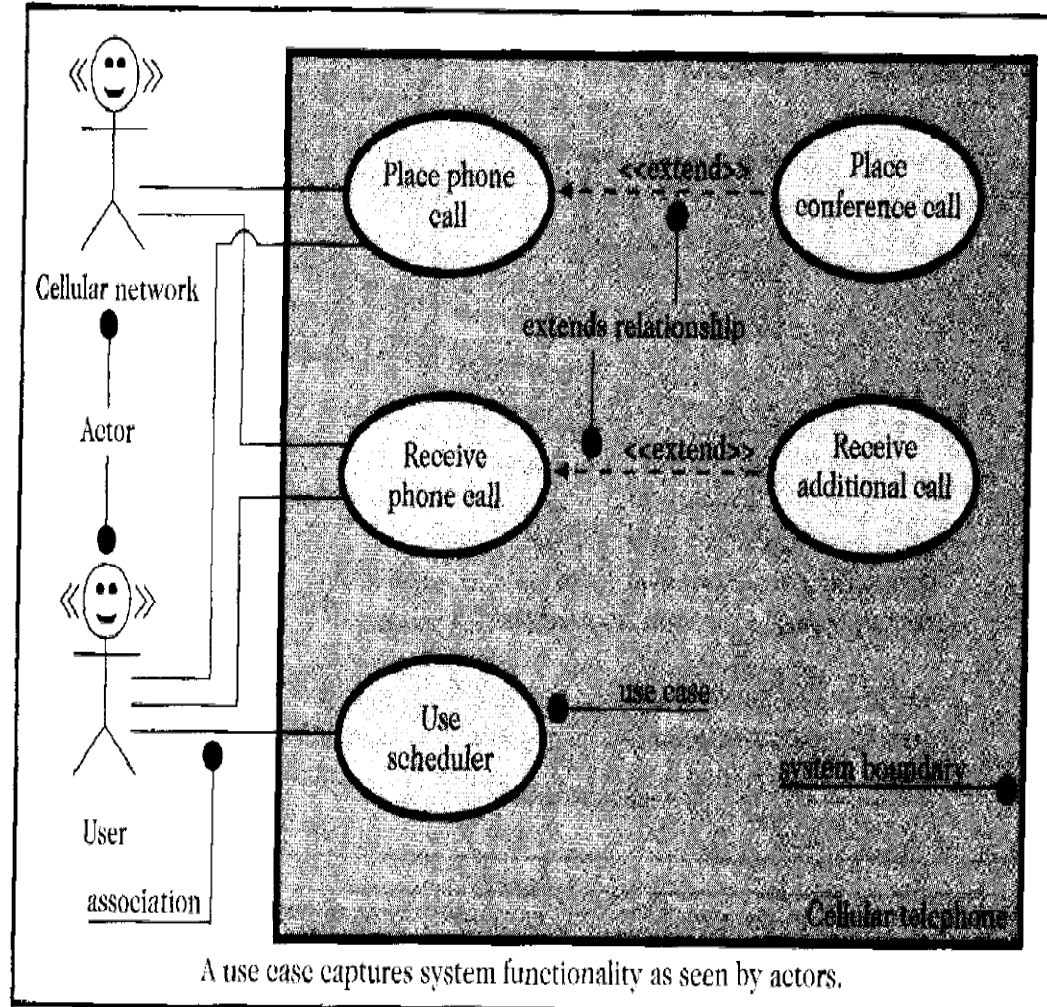 Place phone
call
<<extend>>
Place
conference call
Cellular network
extends relationship
Actor
Receive
phone call
<<extend>>
Receive
additional call
Use
scheduler
use case
system boundary
User
association
Cellular telephone
A use case captures system functionality as seen by actors.